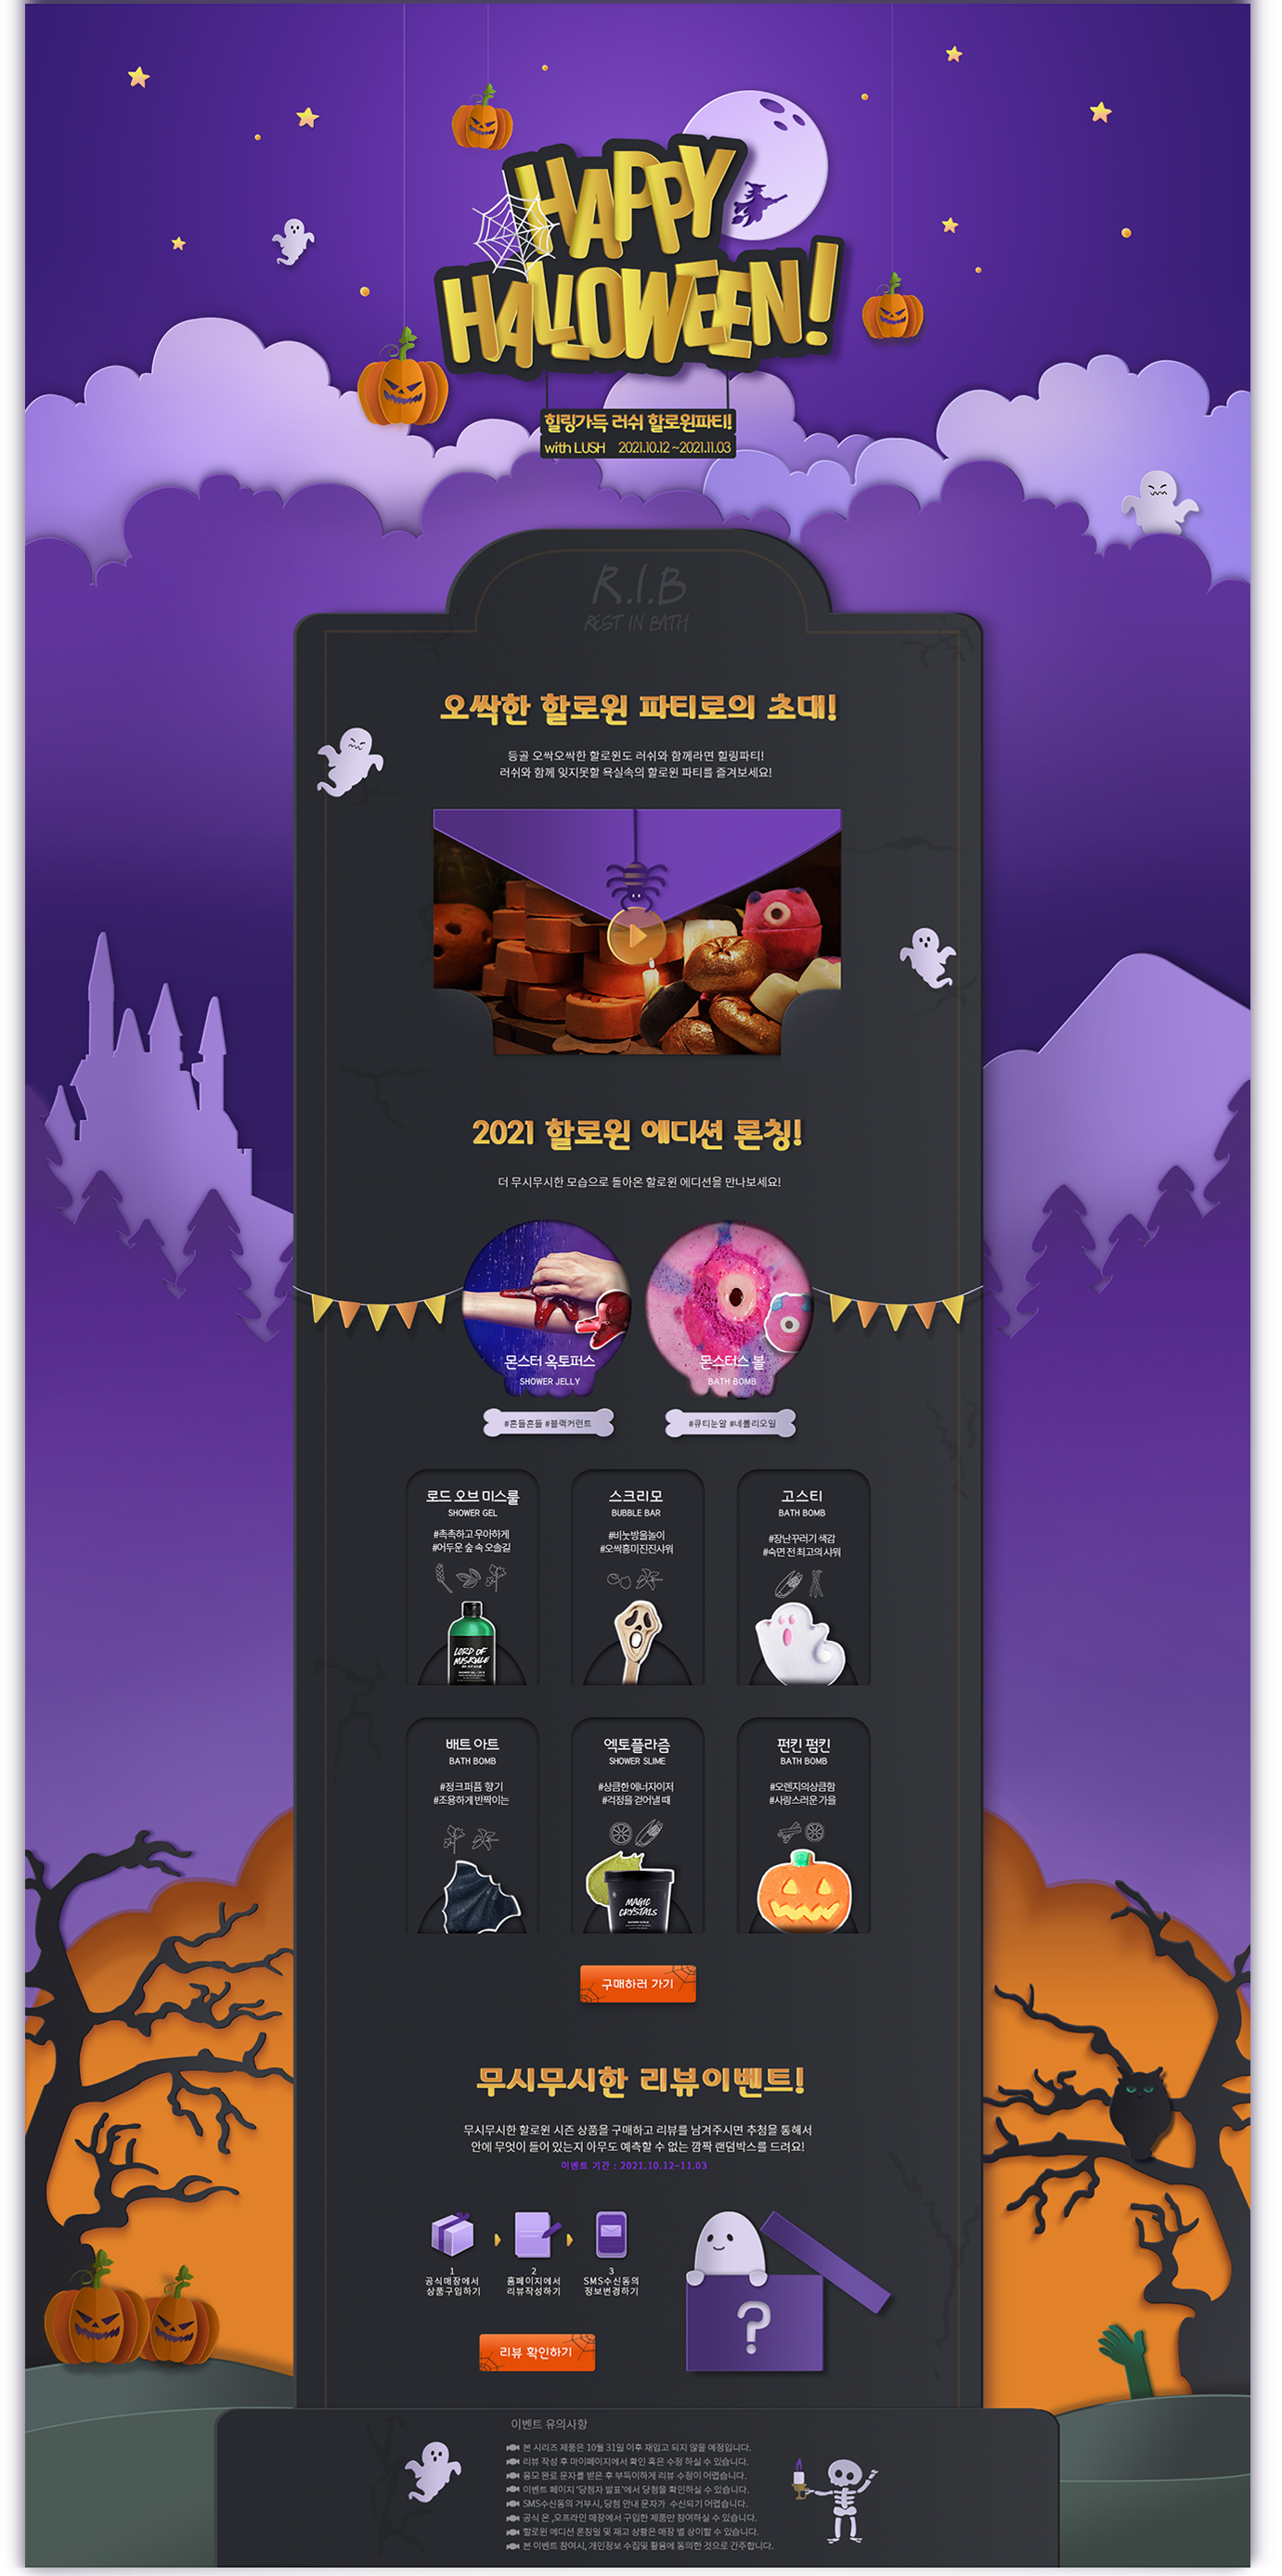 HAPPY
HALLOWEEN!
힐링가득 러쉬 할로윈파티!
with LUSH 2021.10.12 ~2021.11.03
R.I.B
REST IN BATH
오싹한 할로윈 파티로의 초대!
등골 오싹오싹한 할로윈도 러쉬와 함께라면 힐링파티!
러쉬와 함께 잊지못할 욕실속의 할로윈 파티를 즐겨보세요!
2021 할로윈 에디션 론칭!
더 무시무시한 모습으로 돌아온 할로윈 에디션을 만나보세요!
몬스터 옥토퍼스
SHOWER JELLY
#흔들흔들 #블랙커런트
몬스터스 볼
BATH BOMB
#큐티눈알 #네롤리오일
로드 오브 미스룰
SHOWER GEL
#촉촉하고 우아하게
#어두운 숲 속 오솔길
LORD OF
MISRULE
스크리모
BUBBLE BAR
#비눗방울놀이
#오싹흥미진진샤워
고스티
BATH BOMB
#장난꾸러기 색감
#숙면 전 최고의 샤워
배트 아트
BATH BOMB
#정크퍼퓸 향기
#조용하게 반짝이는
엑토플라즘
SHOWER SLIME
#상큼한 에너자이저
#걱정을 걷어낼 때
MAGIC
CRYSTALS
펀킨 펌킨
BATH BOMB
#오렌지의상큼함
#사랑스러운 가을
구매하러 가기
무시무시한 리뷰이벤트!
무시무시한 할로윈 시즌 상품을 구매하고 리뷰를 남겨주시면 추첨을 통해서
안에 무엇이 들어 있는지 아무도 예측할 수 없는 깜짝 랜덤박스를 드려요!
이벤트 기간 : 2021.10.12~11.03
1
공식매장에서
상품구입하기
2
홈페이지에서
리뷰작성하기
3
SMS수신동의
정보변경하기
?
리뷰 확인하기
이벤트 유의사항
본 시리즈 제품은 10월 31일 이후 재입고 되지 않을 예정입니다.
리뷰 작성 후 마이페이지에서 확인 혹은 수정 하실 수 있습니다.
응모 완료 문자를 받은 후 부득이하게 리뷰 수정이 어렵습니다.
이벤트 페이지 "당첨자 발표"에서 당첨을 확인하실 수 있습니다.
SMS수신동의 거부시, 당첨 안내 문자가 수신되기 어렵습니다.
공식 온 ,오프라인 매장에서 구입한 제품만 참여하실 수 있습니다.
할로윈 에디션 론칭일 및 재고 상황은 매장 별 상이할 수 있습니다.
본 이벤트 참여시, 개인정보 수집및 활용에 동의한 것으로 간주합니다.